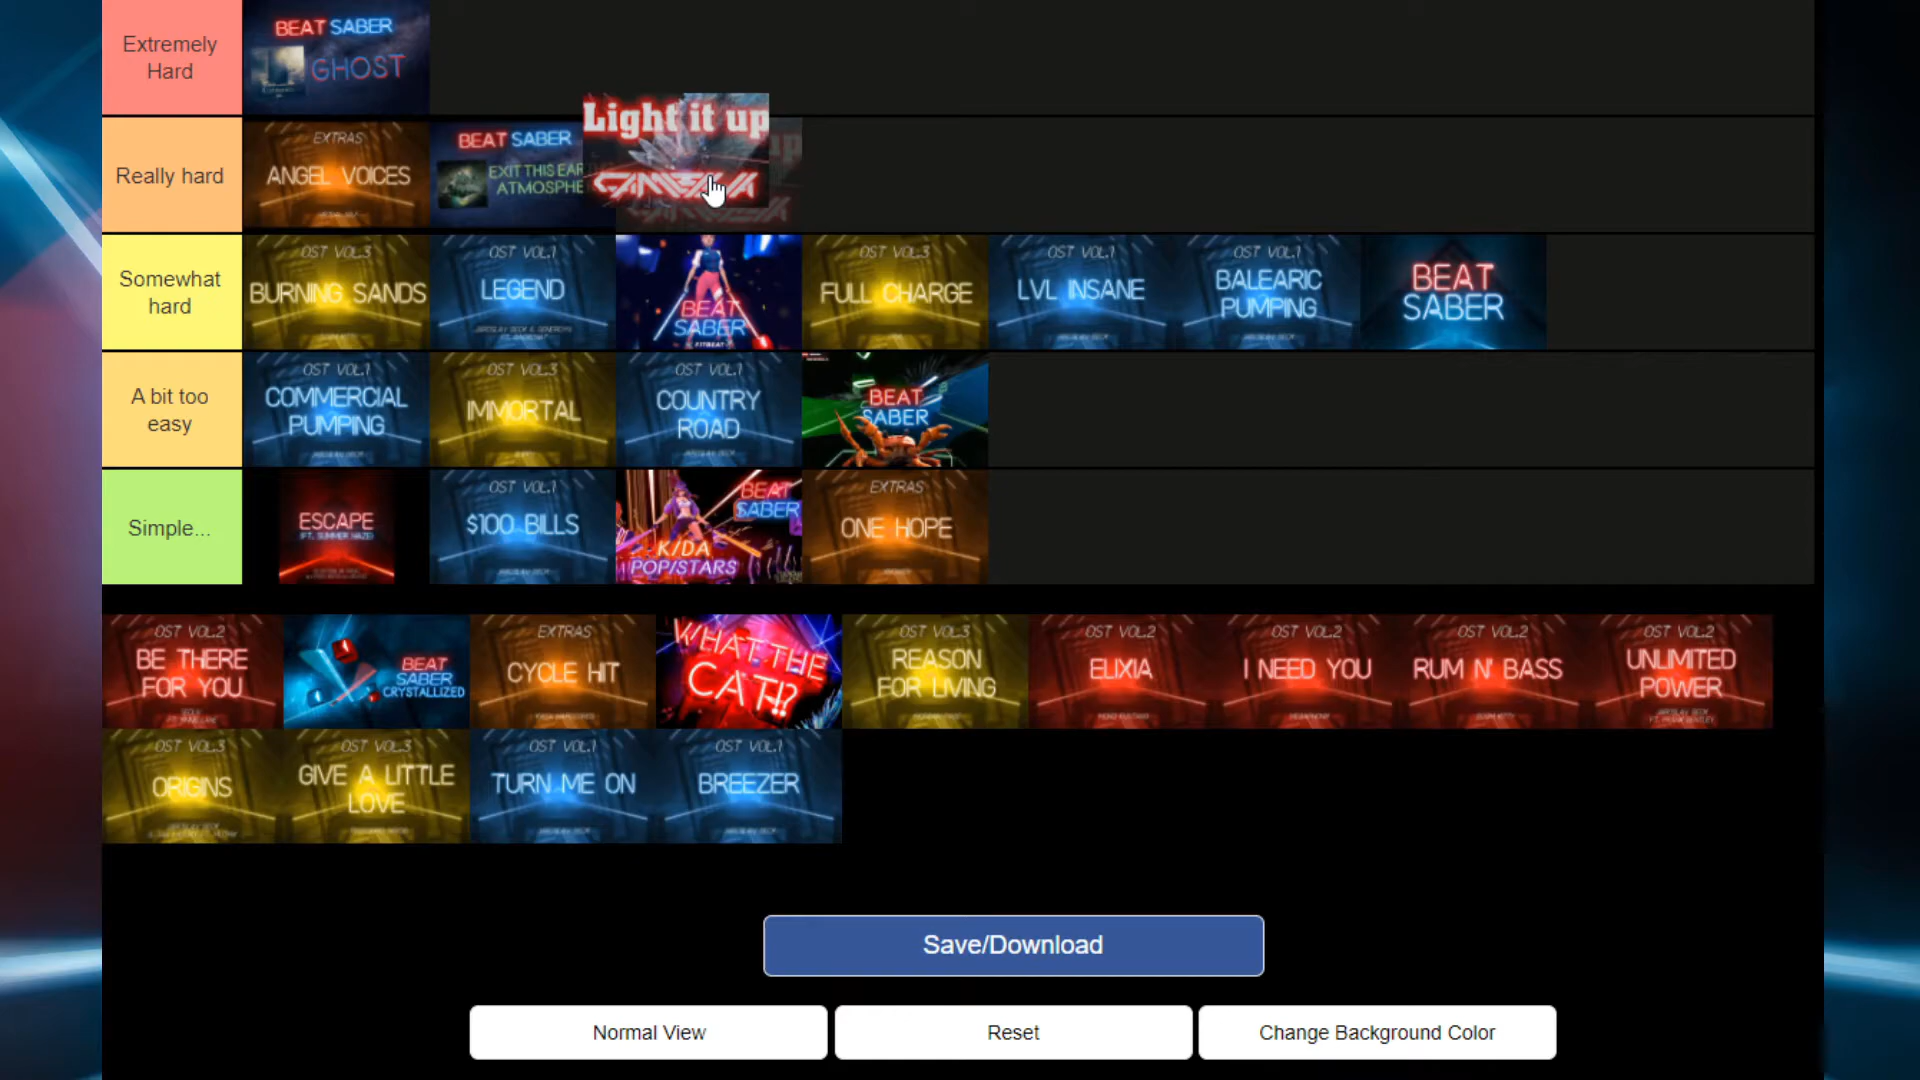 Extremely
Hard
BEAT SABER
GHOST
Really hard
EXTRAS
ANGEL VOICES
BEAT SABER
EXIT THIS EAR
ATMOSPHE
Light it up
CAMELLIA
Somewhat
hard
OST VOL.3
BURNING SANDS
OST VOL.1
LEGEND
BEAT
SABER
FITBEAT
OST VOL.3
FULL CHARGE
OST VOL.1
LVL INSANE
OST VOL.1
BALEARIC
PUMPING
BEAT
SABER
A bit too
easy
OST VOL.1
COMMERCIAL
PUMPING
OST VOL.3
IMMORTAL
OST VOL.1
COUNTRY
ROAD
BEAT
SABER
Simple...
ESCAPE
(FT. SUMMER HAZE)
OST VOL.1
$100 BILLS
BEAT
SABER
K/DA
POP/STARS
EXTRAS
ONE HOPE
OST VOL.2
BE THERE
FOR YOU
BEAT
SABER
CRYSTALLIZED
EXTRAS
CYCLE HIT
WHAT THE
CAT!?
OST VOL.3
REASON
FOR LIVING
OST VOL.2
ELIXIA
OST VOL.2
I NEED YOU
OST VOL.2
RUM N' BASS
OST VOL.2
UNLIMITED
POWER
OST VOL.3
ORIGINS
OST VOL.3
GIVE A LITTLE
LOVE
OST VOL.1
TURN ME ON
OST VOL.1
BREEZER
JAROSLAV BECK
Save/Download
Normal View
Reset
Change Background Color